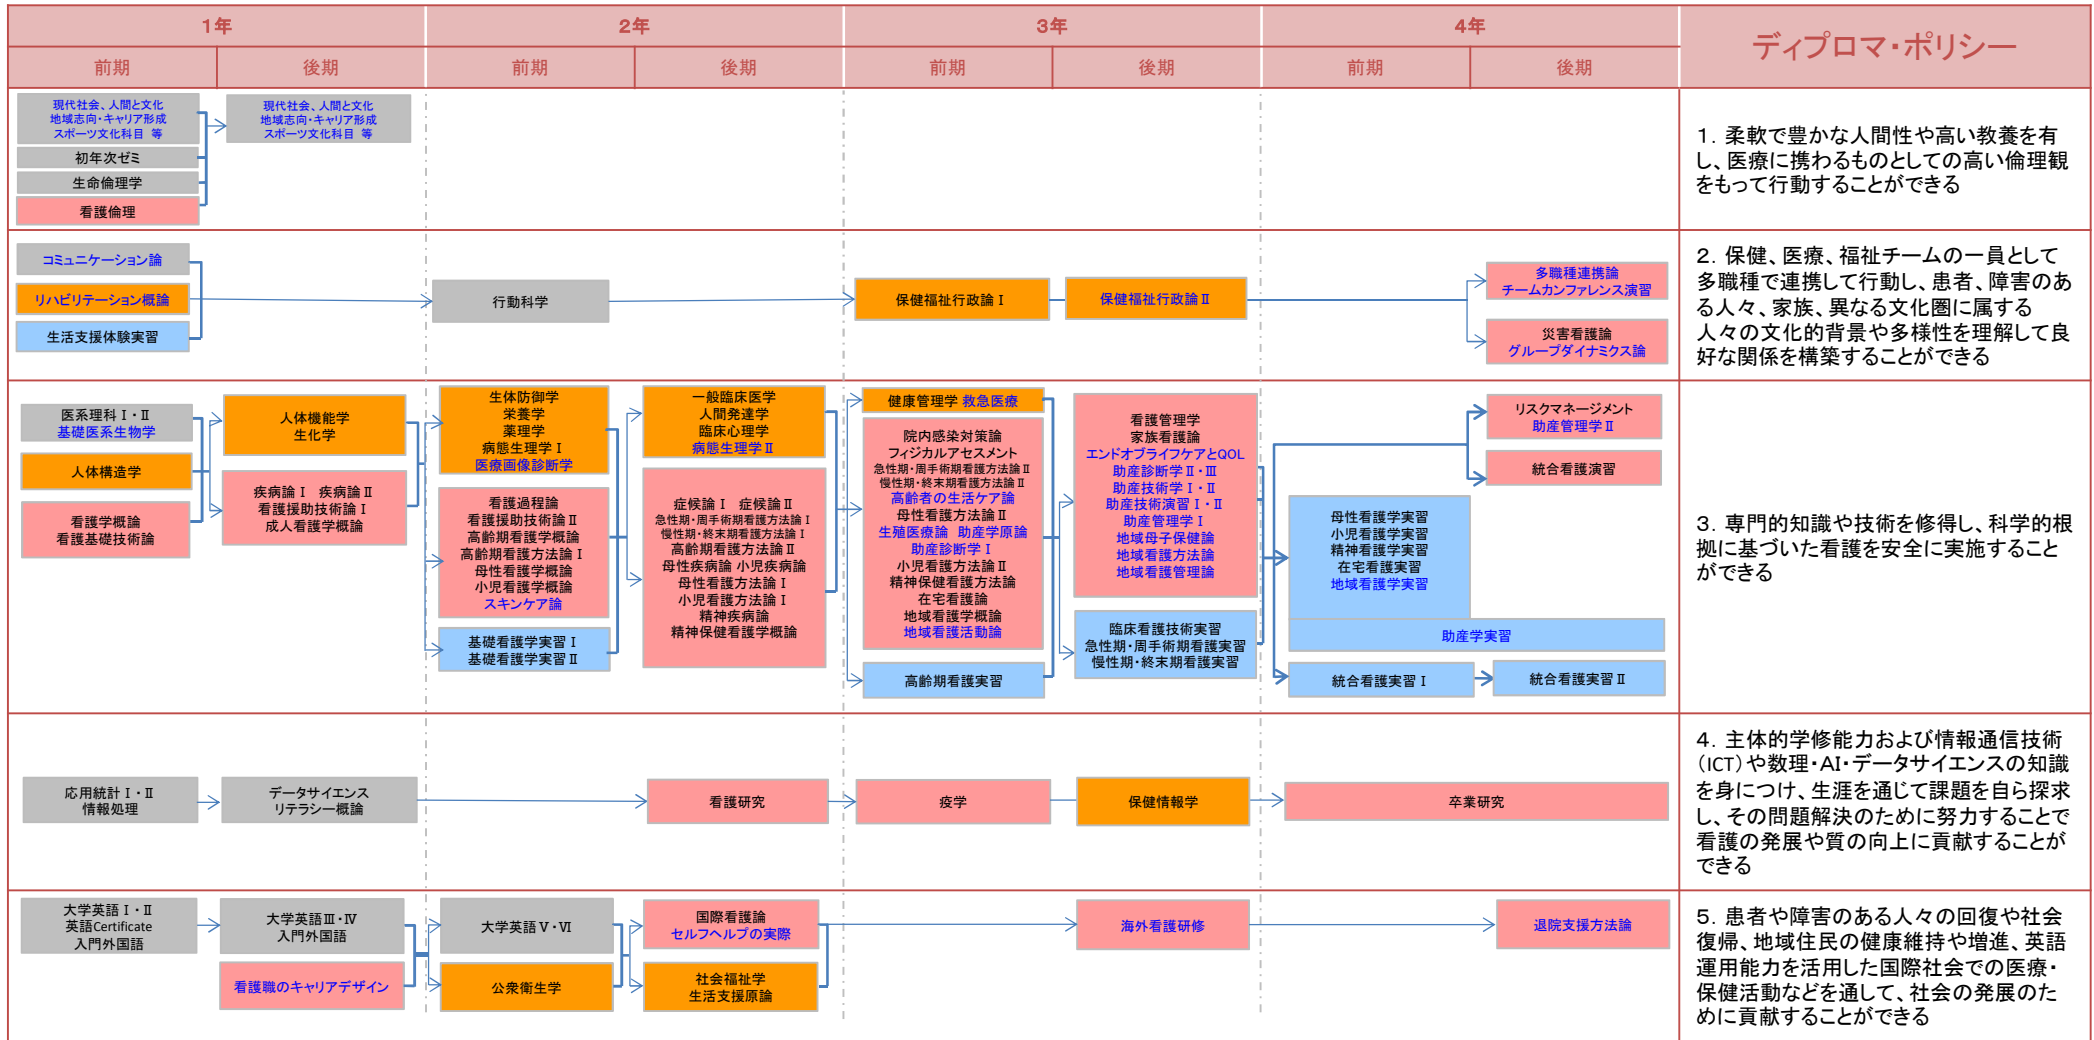 1年
2年
3年
4年
ディプロマ・ポリシー
前期
後期
前期
後期
前期
後期
前期
後期
現代社会、人間と文化
地域志向・キャリア形成
スポーツ文化科目 等
初年次ゼミ
生命倫理学
看護倫理
現代社会、人間と文化
地域志向・キャリア形成
スポーツ文化科目 等
1. 柔軟で豊かな人間性や高い教養を有
し、医療に携わるものとしての高い倫理観
をもって行動することができる
コミュニケーション論
リハビリテーション概論
生活支援体験実習
行動科学
保健福祉行政論Ⅰ
保健福祉行政論Ⅱ
多職種連携論
チームカンファレンス演習
災害看護論
グループダイナミクス論
2. 保健、医療、福祉チームの一員として
多職種で連携して行動し、患者、障害のあ
る人々、家族、異なる文化圏に属する
人々の文化的背景や多様性を理解して良
好な関係を構築することができる
医系理科Ⅰ・Ⅱ
基礎医系生物学
人体構造学
看護学概論
看護基礎技術論
人体機能学
生化学
疾病論Ⅰ 疾病論Ⅱ
看護援助技術論Ⅰ
成人看護学概論
生体防御学
栄養学
薬理学
病態生理学Ⅰ
医療画像診断学
看護過程論
看護援助技術論Ⅱ
高齢期看護学概論
高齢期看護方法論Ⅰ
母性看護学概論
小児看護学概論
スキンケア論
基礎看護学実習Ⅰ
基礎看護学実習Ⅱ
一般臨床医学
人間発達学
臨床心理学
病態生理学Ⅱ
症候論Ⅰ 症候論Ⅱ
急性期・周手術期看護方法論Ⅰ
慢性期・終末期看護方法論Ⅰ
高齢期看護方法論Ⅱ
母性疾病論 小児疾病論
母性看護方法論Ⅰ
小児看護方法論Ⅰ
精神疾病論
精神保健看護学概論
健康管理学 救急医療
院内感染対策論
フィジカルアセスメント
急性期・周手術期看護方法論Ⅱ
慢性期・終末期看護方法論Ⅱ
高齢者の生活ケア論
母性看護方法論Ⅱ
生殖医療論 助産学原論
助産診断学Ⅰ
小児看護方法論Ⅱ
精神保健看護方法論
在宅看護論
地域看護学概論
地域看護活動論
高齢期看護実習
看護管理学
家族看護論
エンドオブライフケアとQOL
助産診断学Ⅱ・Ⅲ
助産技術学Ⅰ・Ⅱ
助産技術演習Ⅰ・Ⅱ
助産管理学Ⅰ
地域母子保健論
地域看護方法論
地域看護管理論
臨床看護技術実習
急性期・周手術期看護実習
慢性期・終末期看護実習
母性看護学実習
小児看護学実習
精神看護学実習
在宅看護実習
地域看護学実習
助産学実習
統合看護実習Ⅰ
統合看護実習Ⅱ
リスクマネージメント
助産管理学Ⅱ
統合看護演習
3. 専門的知識や技術を修得し、科学的根
拠に基づいた看護を安全に実施すること
ができる
応用統計Ⅰ・Ⅱ
情報処理
データサイエンス
リテラシー概論
看護研究
疫学
保健情報学
卒業研究
4. 主体的学修能力および情報通信技術
(ICT)や数理・AI・データサイエンスの知識
を身につけ、生涯を通じて課題を自ら探求
し、その問題解決のために努力することで
看護の発展や質の向上に貢献することが
できる
大学英語Ⅰ・Ⅱ
英語Certificate
入門外国語
大学英語Ⅲ・Ⅳ
入門外国語
看護職のキャリアデザイン
大学英語Ⅴ・Ⅵ
公衆衛生学
国際看護論
セルフヘルプの実際
社会福祉学
生活支援原論
海外看護研修
退院支援方法論
5. 患者や障害のある人々の回復や社会
復帰、地域住民の健康維持や増進、英語
運用能力を活用した国際社会での医療・
保健活動などを通して、社会の発展のた
めに貢献することができる